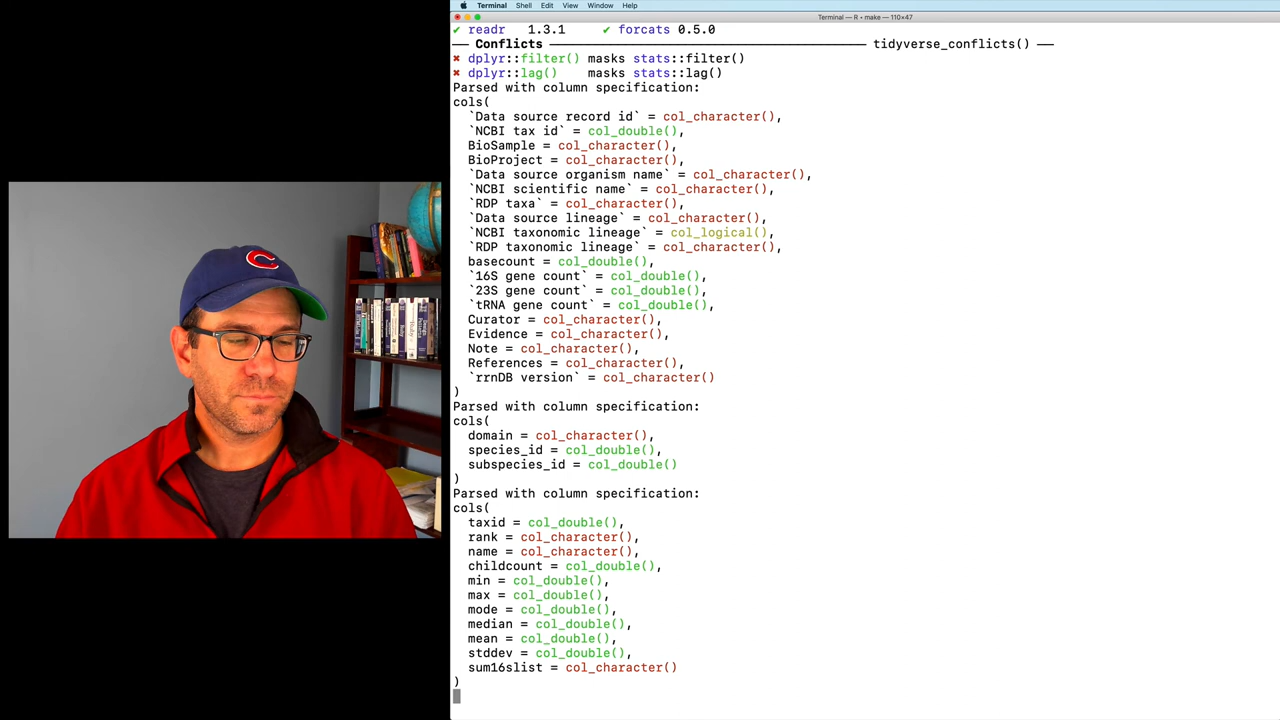 Terminal Shell Edit View Window Help
Terminal — R • make — 110×47
✔ readr 1.3.1 ✔ forcats 0.5.0
── Conflicts ────────────────────────────────────────── tidyverse_conflicts() ──
✖ dplyr::filter() masks stats::filter()
✖ dplyr::lag() masks stats::lag()
Parsed with column specification:
cols(
`Data source record id` = col_character(),
`NCBI tax id` = col_double(),
BioSample = col_character(),
BioProject = col_character(),
`Data source organism name` = col_character(),
`NCBI scientific name` = col_character(),
`RDP taxa` = col_character(),
`Data source lineage` = col_character(),
`NCBI taxonomic lineage` = col_logical(),
`RDP taxonomic lineage` = col_character(),
basecount = col_double(),
`16S gene count` = col_double(),
`23S gene count` = col_double(),
`tRNA gene count` = col_double(),
Curator = col_character(),
Evidence = col_character(),
Note = col_character(),
References = col_character(),
`rrnDB version` = col_character()
)
Parsed with column specification:
cols(
domain = col_character(),
species_id = col_double(),
subspecies_id = col_double()
)
Parsed with column specification:
cols(
taxid = col_double(),
rank = col_character(),
name = col_character(),
childcount = col_double(),
min = col_double(),
max = col_double(),
mode = col_double(),
median = col_double(),
mean = col_double(),
stddev = col_double(),
sum16slist = col_character()
)
C